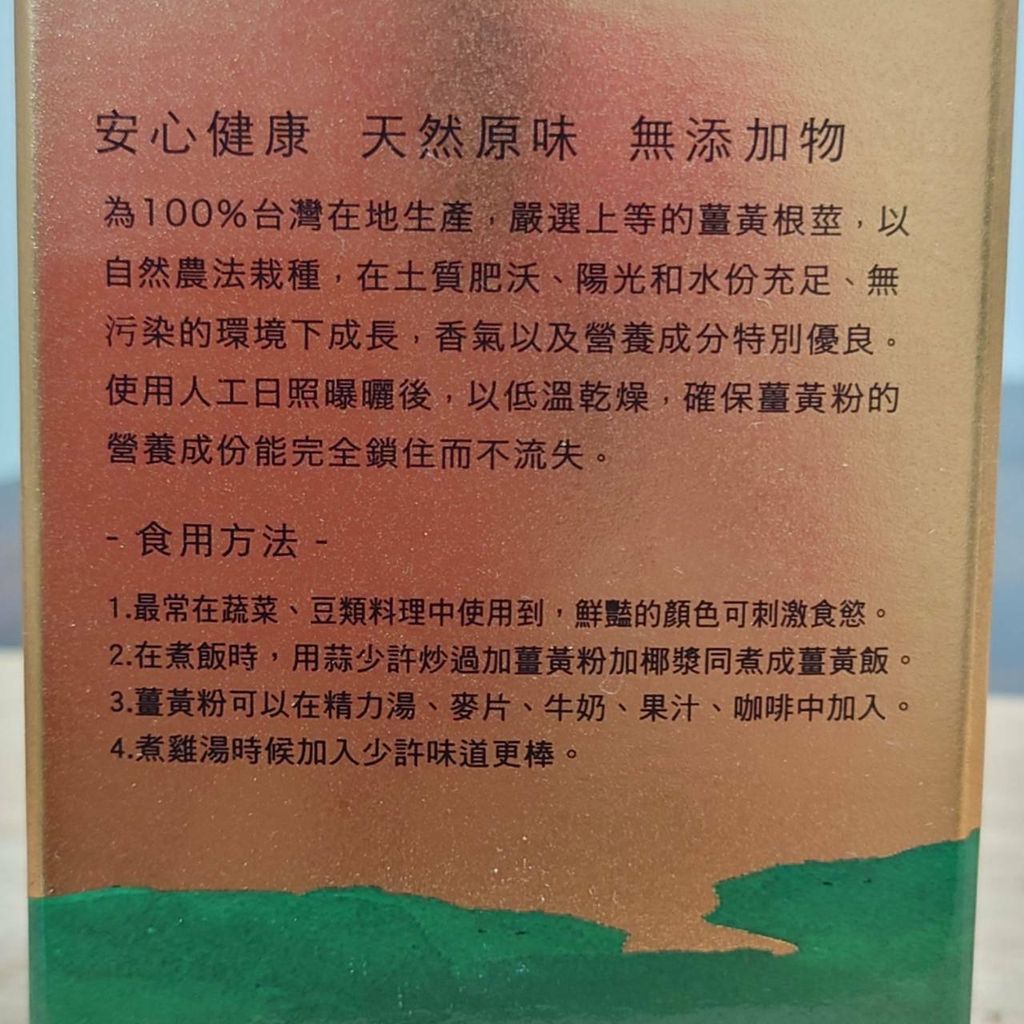 安心健康 天然原味 無添加物
為100%台灣在地生產，嚴選上等的薑黃根莖，以
自然農法栽種，在土質肥沃、陽光和水份充足、無
污染的環境下成長，香氣以及營養成分特別優良。
使用人工日照曝曬後，以低溫乾燥，確保薑黃粉的
營養成份能完全鎖住而不流失。
- 食用方法 -
1.最常在蔬菜、豆類料理中使用到，鮮豔的顏色可刺激食慾。
2.在煮飯時，用蒜少許炒過加薑黃粉加椰漿同煮成薑黃飯。
3.薑黃粉可以在精力湯、麥片、牛奶、果汁、咖啡中加入。
4.煮雞湯時候加入少許味道更棒。